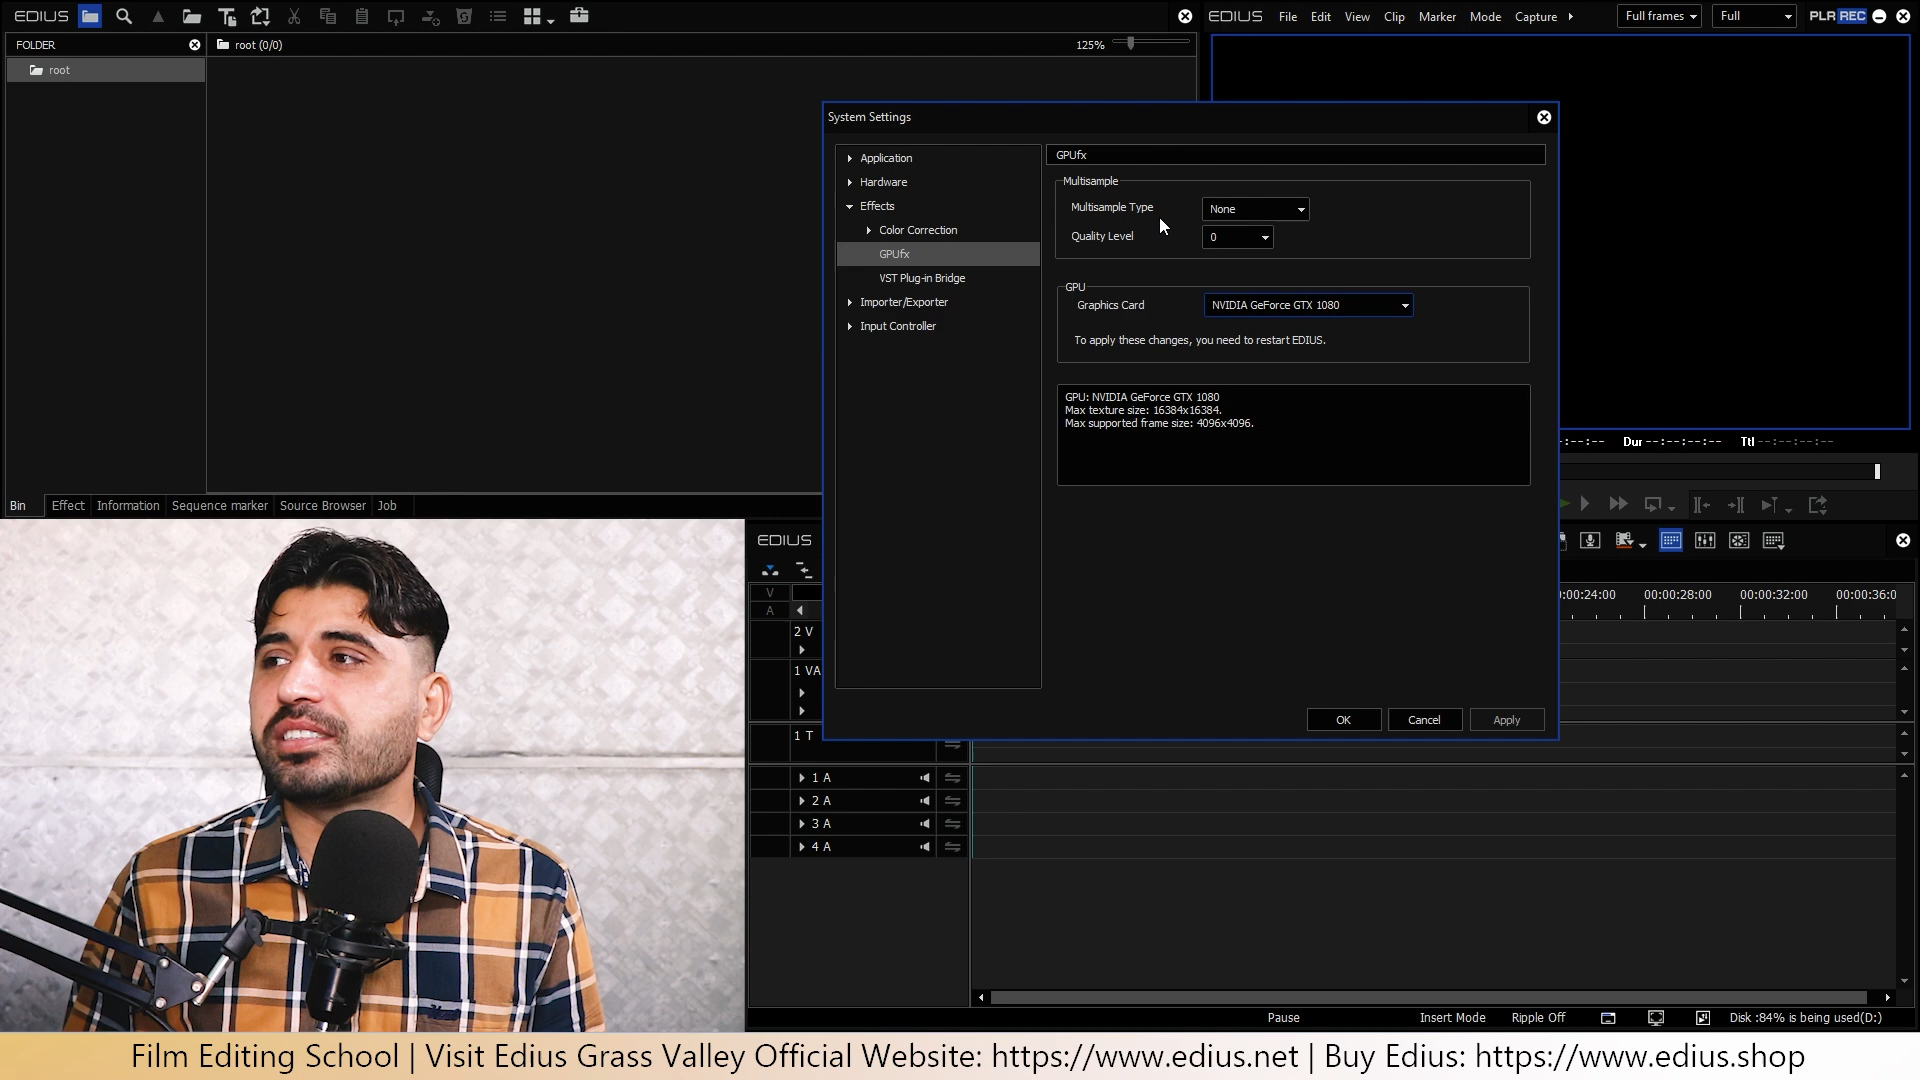 EDIUS
FOLDER
root (0/0)
125%
root
Bin
Effect
Information
Sequence marker
Source Browser
Job
EDIUS
File
Edit
View
Clip
Marker
Mode
Capture
Full frames
Full
PLR REC
System Settings
Application
Hardware
Effects
Color Correction
GPUfx
VST Plug-in Bridge
Importer/Exporter
Input Controller
GPUfx
Multisample
Multisample Type
None
Quality Level
0
GPU
Graphics Card
NVIDIA GeForce GTX 1080
To apply these changes, you need to restart EDIUS.
GPU: NVIDIA GeForce GTX 1080
Max texture size: 16384x16384.
Max supported frame size: 4096x4096.
OK
Cancel
Apply
Dur --:--:--:--
Ttl --:--:--:--
EDIUS
:00:24:00
00:00:28:00
00:00:32:00
00:00:36:0
V
A
2 V
1 VA
1 T
1 A
2 A
3 A
4 A
Pause
Insert Mode
Ripple Off
Disk :84% is being used(D:)
Film Editing School | Visit Edius Grass Valley Official Website: https://www.edius.net | Buy Edius: https://www.edius.shop